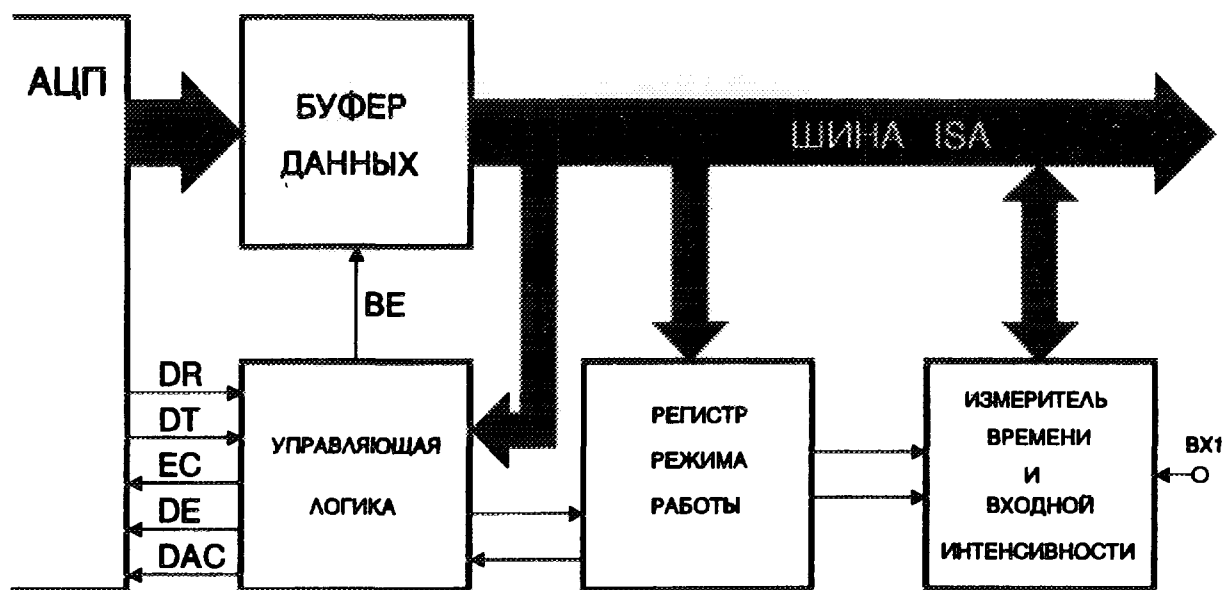 АЦП
БУФЕР
ДАННЫХ
ШИНА ISA
BE
DR
DT
EC
DE
DAC
УПРАВЛЯЮЩАЯ
ЛОГИКА
РЕГИСТР
РЕЖИМА
РАБОТЫ
ИЗМЕРИТЕЛЬ
ВРЕМЕНИ
И
ВХОДНОЙ
ИНТЕНСИВНОСТИ
ВХ1